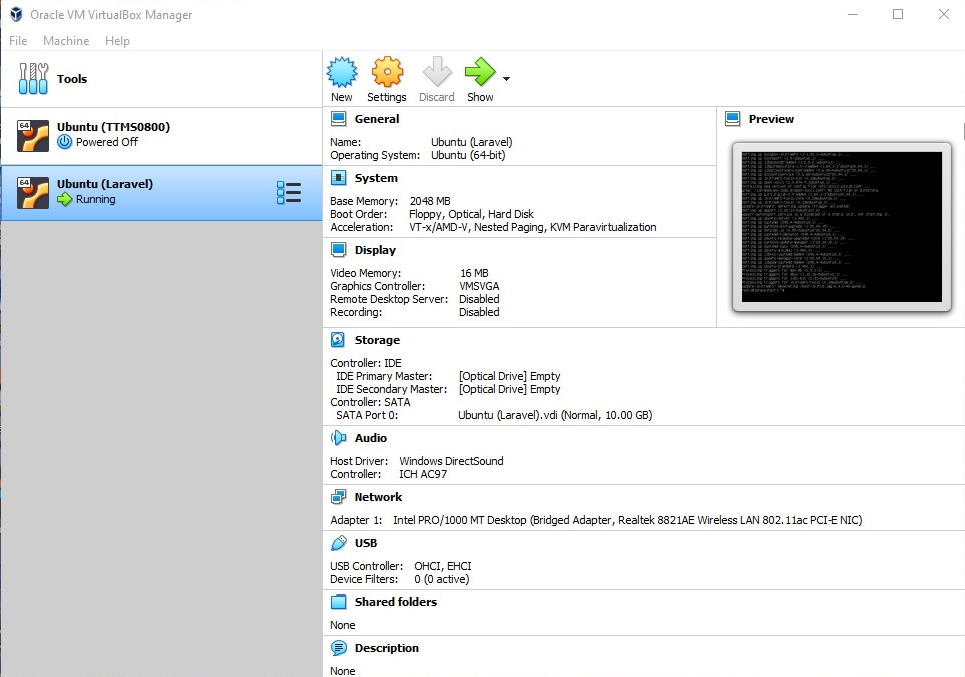 Oracle VM VirtualBox Manager
File Machine Help
Tools
New Settings Discard Show
64
Ubuntu (TTMS0800)
Powered Off
64
Ubuntu (Laravel)
Running
General
Name: Ubuntu (Laravel)
Operating System: Ubuntu (64-bit)
System
Base Memory: 2048 MB
Boot Order: Floppy, Optical, Hard Disk
Acceleration: VT-x/AMD-V, Nested Paging, KVM Paravirtualization
Display
Video Memory: 16 MB
Graphics Controller: VMSVGA
Remote Desktop Server: Disabled
Recording: Disabled
Preview
Storage
Controller: IDE
IDE Primary Master: [Optical Drive] Empty
IDE Secondary Master: [Optical Drive] Empty
Controller: SATA
SATA Port 0: Ubuntu (Laravel).vdi (Normal, 10.00 GB)
Audio
Host Driver: Windows DirectSound
Controller: ICH AC97
Network
Adapter 1: Intel PRO/1000 MT Desktop (Bridged Adapter, Realtek 8821AE Wireless LAN 802.11ac PCI-E NIC)
USB
USB Controller: OHCI, EHCI
Device Filters: 0 (0 active)
Shared folders
None
Description
None